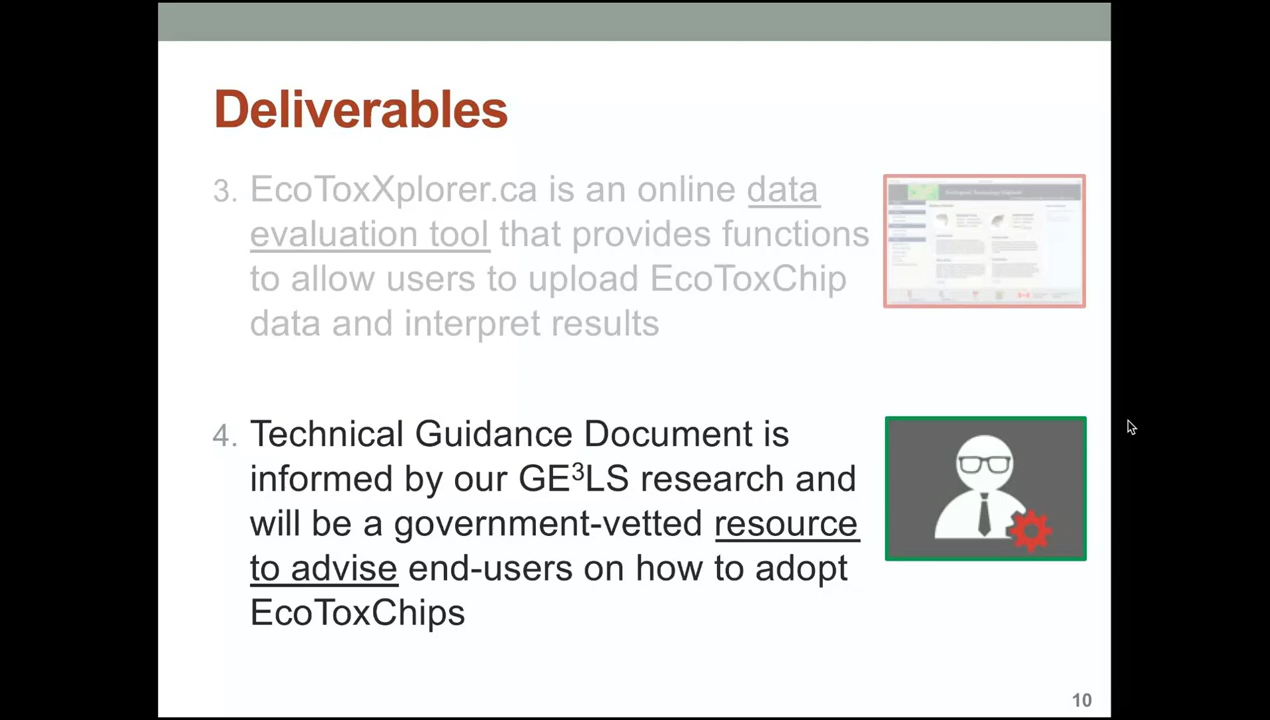 Deliverables
3. EcoToxXplorer.ca is an online data
evaluation tool that provides functions
to allow users to upload EcoToxChip
data and interpret results
4. Technical Guidance Document is
informed by our GE³LS research and
will be a government-vetted resource
to advise end-users on how to adopt
EcoToxChips
10